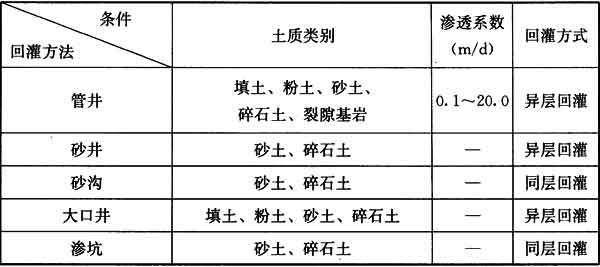 条件
回灌方法
土质类别
渗透系数
(m/d)
回灌方式
管井
填土、粉土、砂土、
碎石土、裂隙基岩
0.1～20.0
异层回灌
砂井
砂土、碎石土
—
异层回灌
砂沟
砂土、碎石土
—
同层回灌
大口井
填土、粉土、砂土、碎石土
—
异层回灌
渗坑
砂土、碎石土
—
同层回灌